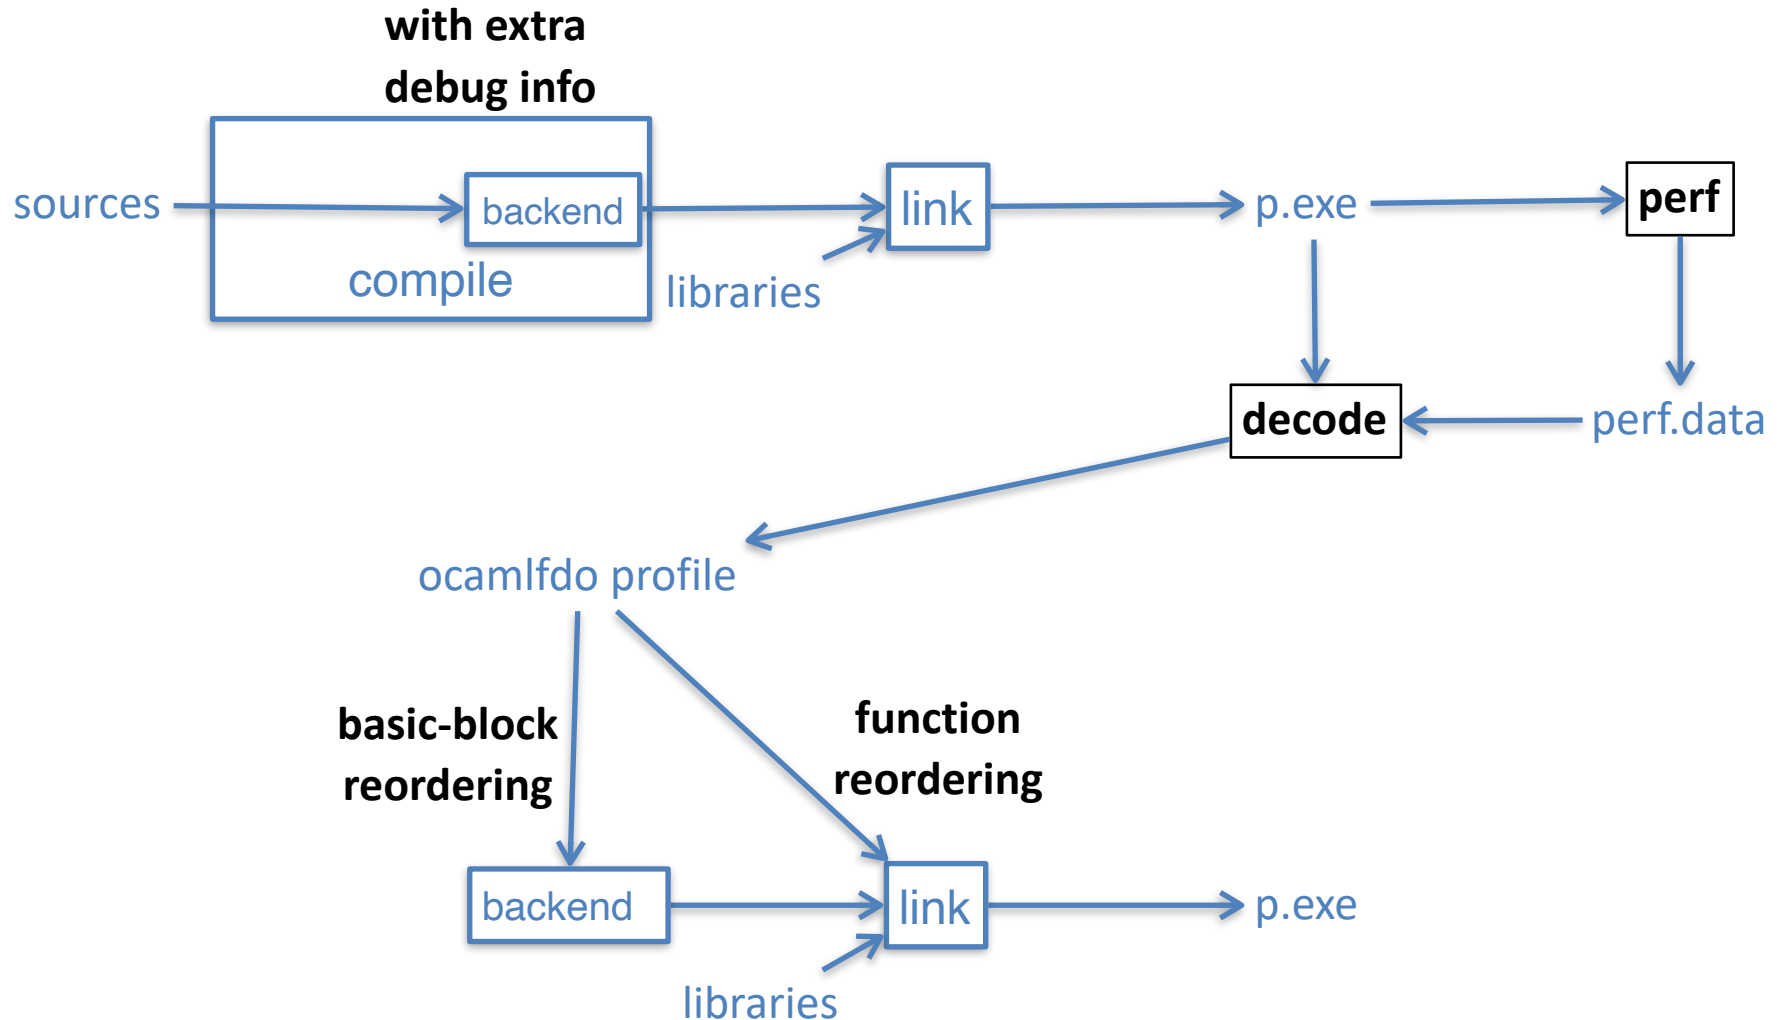 with extra
debug info
sources
backend
compile
libraries
link
p.exe
perf
decode
perf.data
ocamlfdo profile
basic-block
reordering
function
reordering
backend
link
p.exe
libraries